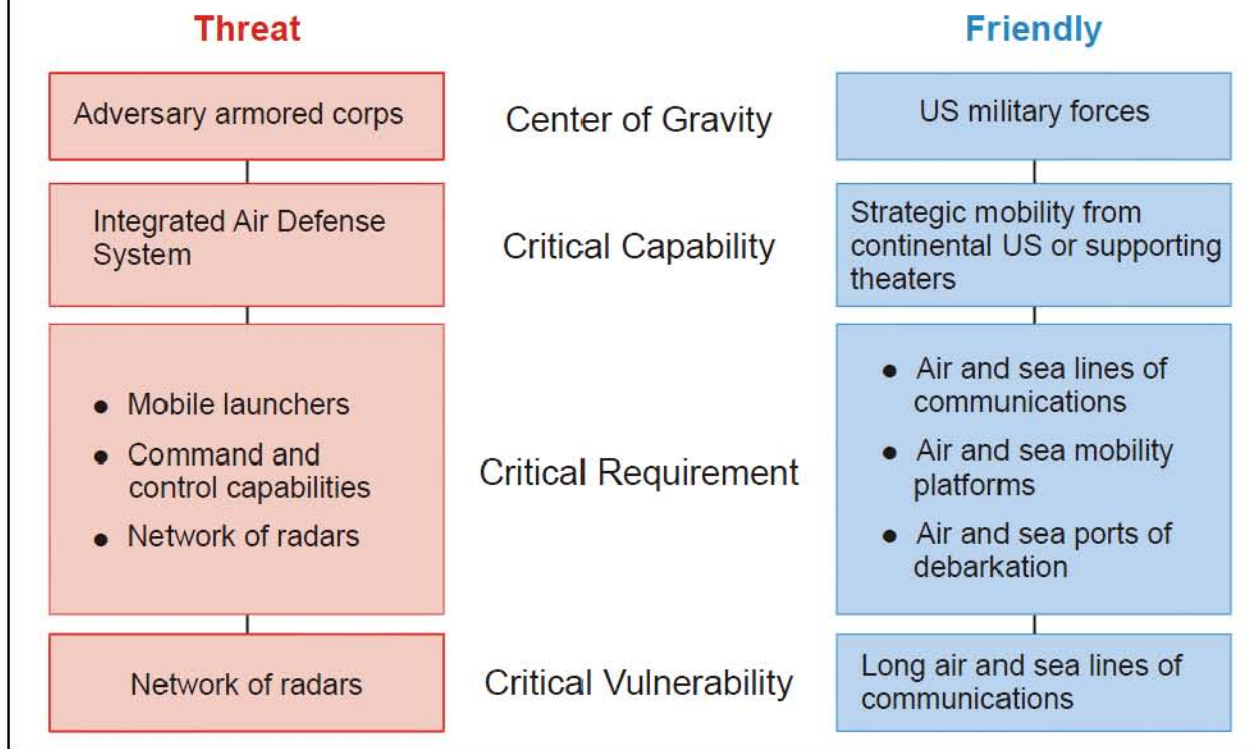 Threat
Friendly
Adversary armored corps
Center of Gravity
US military forces
Integrated Air Defense
System
Critical Capability
Strategic mobility from
continental US or supporting
theaters
● Mobile launchers
● Command and
control capabilities
● Network of radars
Critical Requirement
● Air and sea lines of
communications
● Air and sea mobility
platforms
● Air and sea ports of
debarkation
Network of radars
Critical Vulnerability
Long air and sea lines of
communications